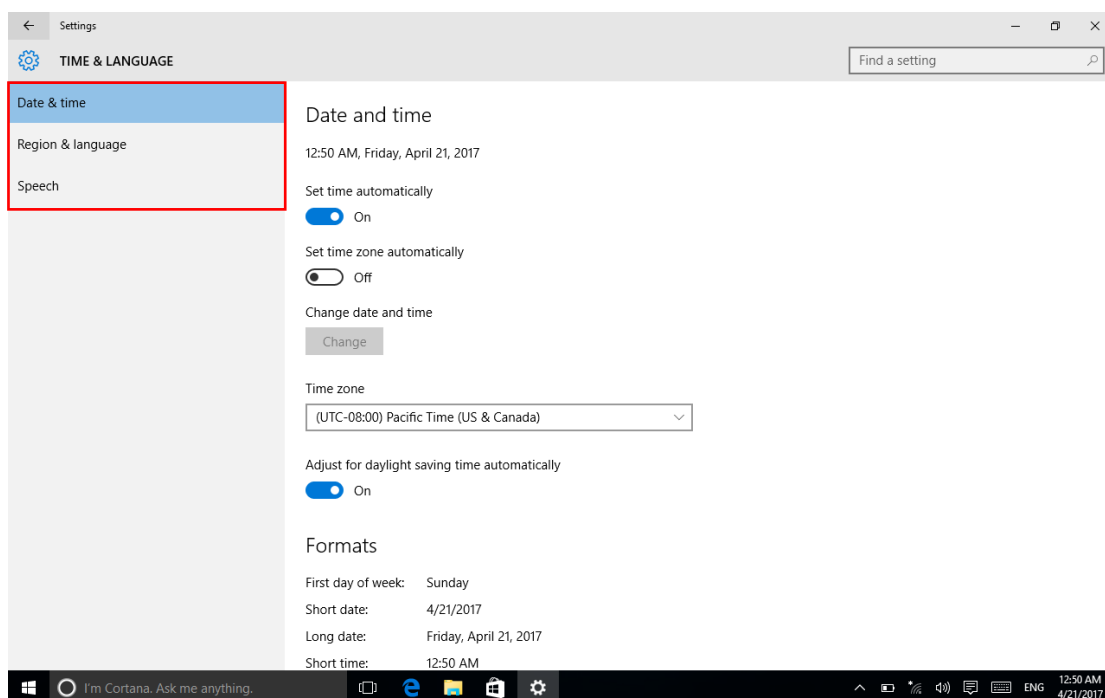 Settings
TIME & LANGUAGE
Find a setting
Date & time
Region & language
Speech
Date and time
12:50 AM, Friday, April 21, 2017
Set time automatically
On
Set time zone automatically
Off
Change date and time
Change
Time zone
(UTC-08:00) Pacific Time (US & Canada)
Adjust for daylight saving time automatically
On
Formats
First day of week: Sunday
Short date: 4/21/2017
Long date: Friday, April 21, 2017
Short time: 12:50 AM
I'm Cortana. Ask me anything.
ENG
12:50 AM
4/21/2017